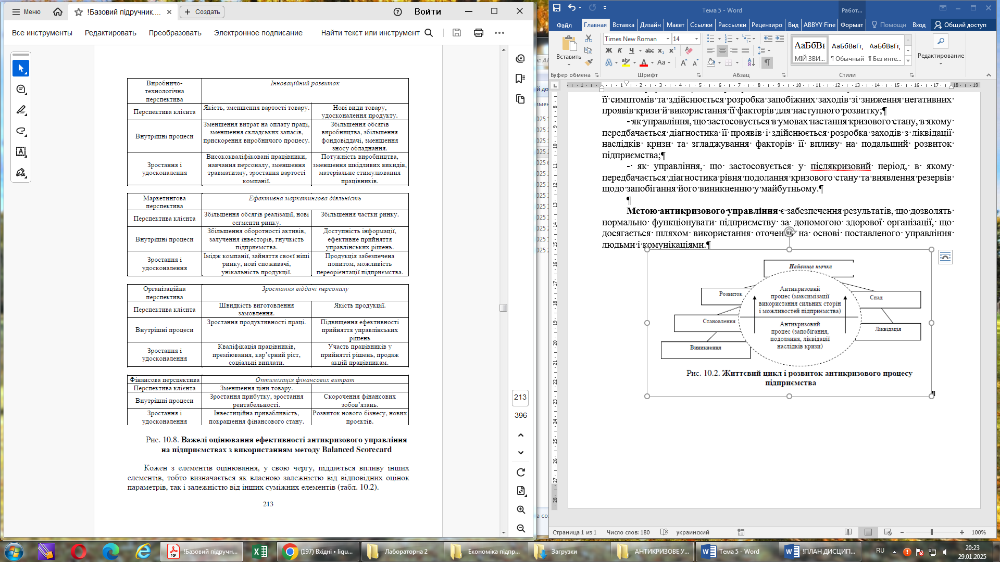 Меню
!Базовий підручник....
Создать
Войти
Все инструменты
Редактировать
Преобразовать
Электронное подписание
Найти текст или инструмент
Виробничо-
технологічна
перспектива
Інноваційний розвиток
Перспектива клієнта
Якість, зменшення вартості товару.
Нові види товару,
удосконалення продукту.
Внутрішні процеси
Зменшення витрат на оплату праці,
зменшення складських запасів,
прискорення виробничого процесу.
Збільшення обсягів
виробництва, збільшення
фондовіддачі, зменшення
зносу обладнання.
Зростання і
удосконалення
Висококваліфіковані працівники,
навчання персоналу, зменшення
травматизму, зростання вартості
компанії.
Потужність виробництва,
зменшення шкідливих викидів,
матеріальне стимулювання
працівників.
Маркетингова
перспектива
Ефективна маркетингова діяльність
Перспектива клієнта
Збільшення обсягів реалізації, нові
сегменти ринку.
Збільшення частки ринку.
Внутрішні процеси
Збільшення оборотності активів,
залучення інвесторів, гнучкість
підприємства.
Доступність інформації,
ефективне прийняття
управлінських рішень.
Зростання і
удосконалення
Імідж компанії, зайняття своєї ніші
ринку, нові споживачі,
унікальність продукції.
Продукція забезпечена
попитом, можливість
переорієнтації підприємства.
Організаційна
перспектива
Зростання віддачі персоналу
Перспектива клієнта
Швидкість виготовлення
замовлення.
Якість продукції.
Внутрішні процеси
Зростання продуктивності праці.
Підвищення ефективності
прийняття управлінських
рішень
Зростання і
удосконалення
Кваліфікація працівників,
преміювання, кар’єрний ріст,
соціальні виплати.
Участь працівників у
прийнятті рішень, продаж
акцій працівникам.
Фінансова перспектива
Оптимізація фінансових витрат
Перспектива клієнта
Зменшення ціни товару.
Внутрішні процеси
Зростання прибутку, зростання
рентабельності.
Скорочення фінансових
зобов’язань.
Зростання і
удосконалення
Інвестиційна привабливість,
покращення фінансового стану.
Розвиток нового бізнесу, нових
проєктів.
Рис. 10.8. Важелі оцінювання ефективності антикризового управління
на підприємствах з використанням методу Balanced Scorecard
Кожен з елементів оцінювання, у свою чергу, піддається впливу інших
елементів, тобто визначається як власною залежністю від відповідних оцінок
параметрів, так і залежністю від інших суміжних елементів (табл. 10.2).
213
213
396
Тема 5 - Word
Работ...
Файл
Главная
Вставка
Дизайн
Макет
Ссылки
Рассылки
Рецензиро
Вид
ABBYY Fine
Формат
Помощн
Вход
Общий доступ
Вставить
Буфер обмена
Times New Roman
14
Ж К Ч abc x₂ x²
Aa
Шрифт
Абзац
АаБбВı
МІЙ ЗВИ...
АаБбВвГг,
¶ Обычный
АаБбВвГг,
¶ Без инте...
Стили
Редактирование
її симптомів та здійснюється розробка запобіжних заходів зі зниження негативних
проявів кризи й використання її факторів для наступного розвитку;¶
- як управління, що застосовується в умовах настання кризового стану, в якому
передбачається діагностика її проявів і здійснюється розробка заходів з ліквідації
наслідків кризи та згладжування факторів її впливу на подальший розвиток
підприємства;¶
- як управління, що застосовується у післякризовий період, в якому
передбачається діагностика рівня подолання кризового стану та виявлення резервів
щодо запобігання його виникненню у майбутньому.¶
¶
Метою антикризового управління є забезпечення результатів, що дозволять
нормально функціонувати підприємству за допомогою здорової організації, що
досягається шляхом використання оточення на основі поставленого управління
людьми і комунікаціями.¶
Найвища точка
Розвиток
Спад
Становлення
Ліквідація
Виникнення
Антикризовий
процес (максимізації
використання сильних сторін
і можливостей підприємства)
Антикризовий
процес (запобігання,
подолання, ліквідації
наслідків кризи)
Рис. 10.2. Життєвий цикл і розвиток антикризового процесу
підприємства
¶
Страница 1 из 1
Число слов: 180
украинский
100%
!Базовий підручн...
(197) Вхідні • ligu...
Лабораторна 2
Економіка підпр...
Загрузки
АНТИКРИЗОВЕ У...
Тема 5 - Word
!ПЛАН ДИСЦИП...
RU
20:23
29.01.2025